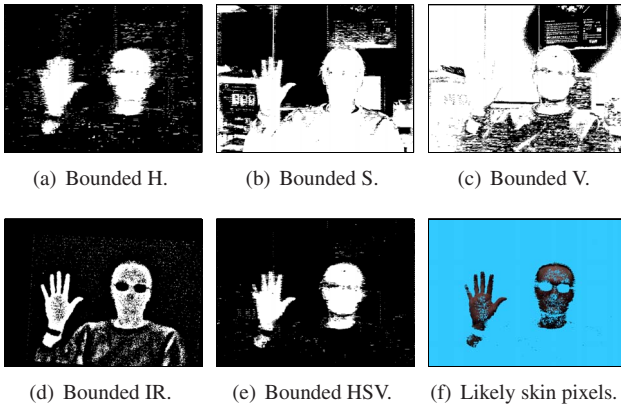 (a) Bounded H.
(b) Bounded S.
(c) Bounded V.
(d) Bounded IR.
(e) Bounded HSV.
(f) Likely skin pixels.